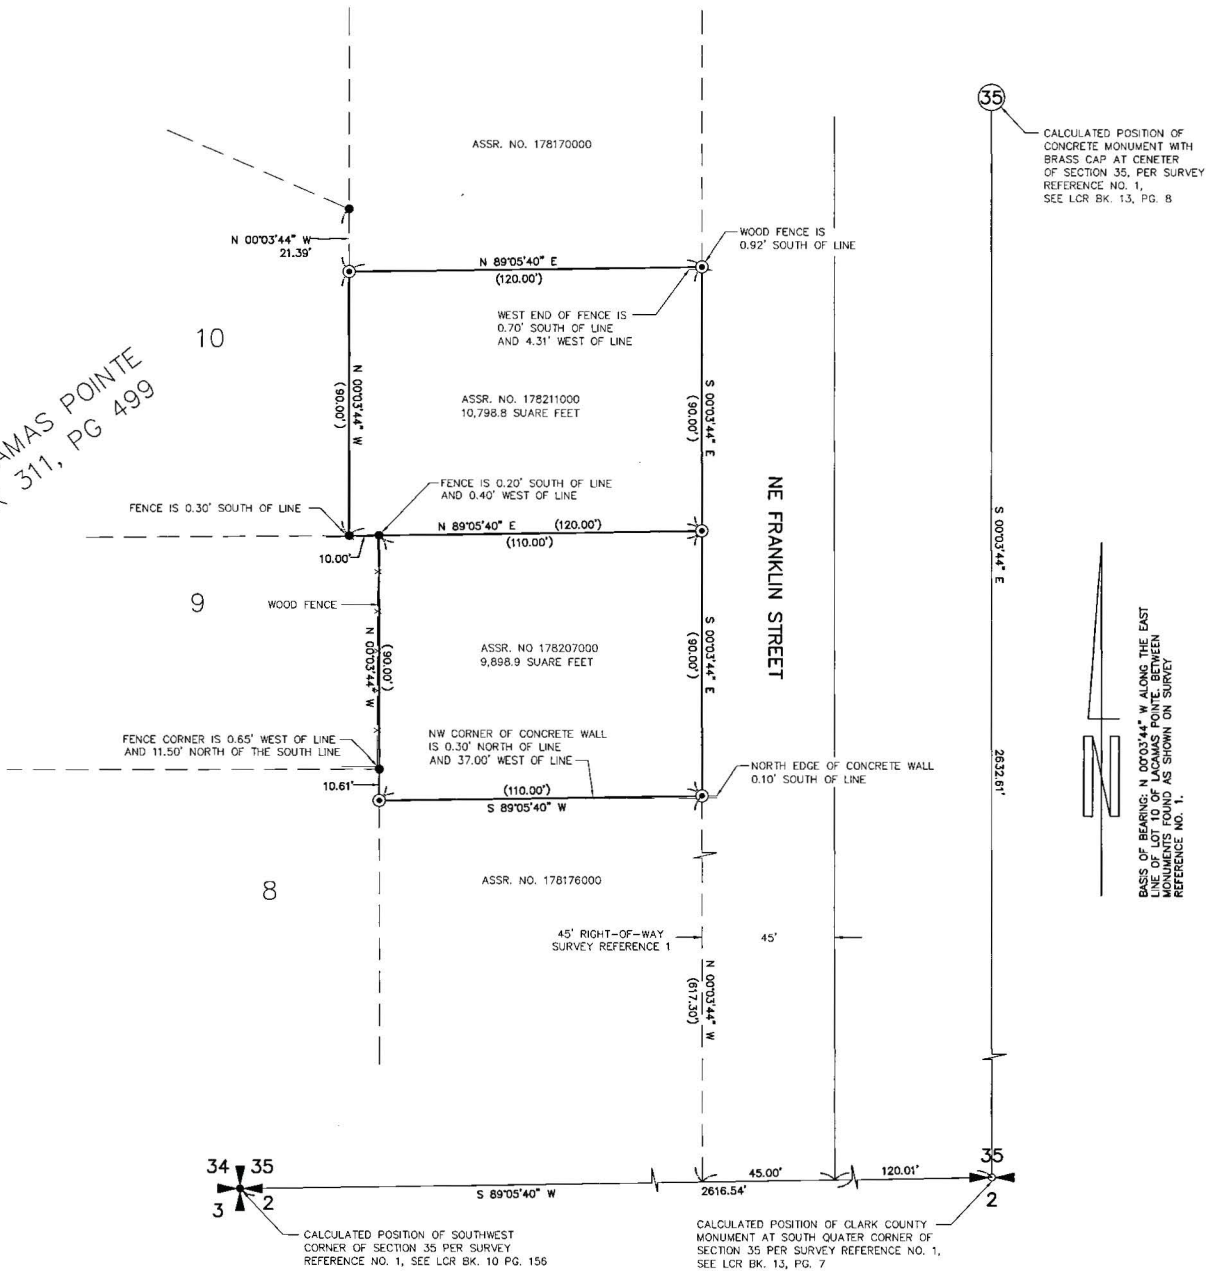 35
CALCULATED POSITION OF
CONCRETE MONUMENT WITH
BRASS CAP AT CENETER
OF SECTION 35, PER SURVEY
REFERENCE NO. 1,
SEE LCR BK. 13, PG. 8
ASSR. NO. 178170000
N 00°03'44" W
21.39'
WOOD FENCE IS
0.92' SOUTH OF LINE
N 89°05'40" E
(120.00')
WEST END OF FENCE IS
0.70' SOUTH OF LINE
AND 4.31' WEST OF LINE
10
AMAS POINTE
311, PG 499
N 00°03'44" W
(90.00')
ASSR. NO. 178211000
10,798.8 SUARE FEET
S 00°03'44" E
(90.00')
FENCE IS 0.20' SOUTH OF LINE
AND 0.40' WEST OF LINE
FENCE IS 0.30' SOUTH OF LINE
N 89°05'40" E (120.00')
(110.00')
10.00'
NE FRANKLIN STREET
S 00°03'44" E
2632.61'
9
WOOD FENCE
N 00°03'44" W
(90.00')
ASSR. NO 178207000
9,898.9 SUARE FEET
S 00°03'44" E
(90.00')
BASIS OF BEARING: N 00°03'44" W ALONG THE EAST
LINE OF LOT 10 OF LACAMAS POINTE, BETWEEN
MONUMENTS FOUND AS SHOWN ON SURVEY
REFERENCE NO. 1.
N
FENCE CORNER IS 0.65' WEST OF LINE
AND 11.50' NORTH OF THE SOUTH LINE
NW CORNER OF CONCRETE WALL
IS 0.30' NORTH OF LINE
AND 37.00' WEST OF LINE
NORTH EDGE OF CONCRETE WALL
0.10' SOUTH OF LINE
10.61'
(110.00')
S 89°05'40" W
8
ASSR. NO. 178176000
45' RIGHT-OF-WAY
SURVEY REFERENCE 1
45'
N 00°03'44" W
(617.30')
34 35
3 2
S 89°05'40" W
45.00'
2616.54'
120.01'
35
2
CALCULATED POSITION OF SOUTHWEST
CORNER OF SECTION 35 PER SURVEY
REFERENCE NO. 1, SEE LCR BK. 10 PG. 156
CALCULATED POSITION OF CLARK COUNTY
MONUMENT AT SOUTH QUATER CORNER OF
SECTION 35 PER SURVEY REFERENCE NO. 1,
SEE LCR BK. 13, PG. 7